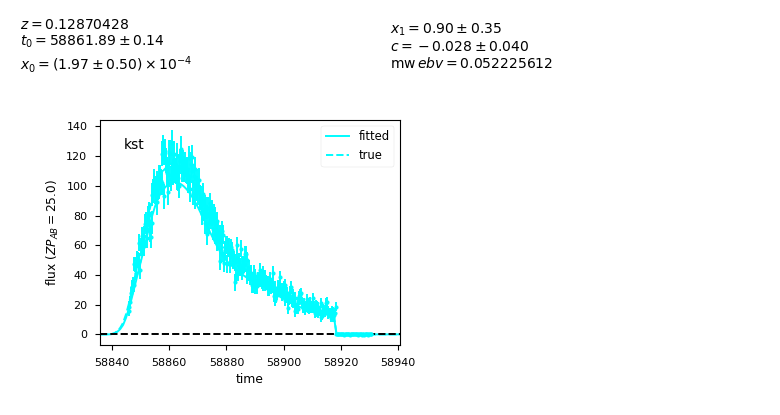 z = 0.12870428
t₀ = 58861.89 ± 0.14
x₀ = (1.97 ± 0.50) × 10⁻⁴
x₁ = 0.90 ± 0.35
c = −0.028 ± 0.040
mw ebv = 0.052225612
kst
fitted
true
flux (ZP_{AB} = 25.0)
140
120
100
80
60
40
20
0
58840 58860 58880 58900 58920 58940
time